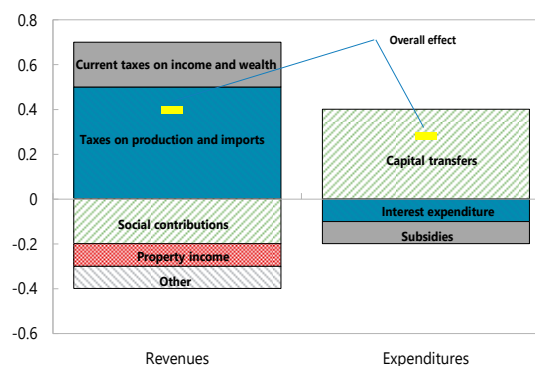 0.8
0.6
0.4
0.2
0
-0.2
-0.4
-0.6
Overall effect
Current taxes on income and wealth
Taxes on production and imports
Capital transfers
Social contributions
Interest expenditure
Subsidies
Property income
Other
Revenues
Expenditures